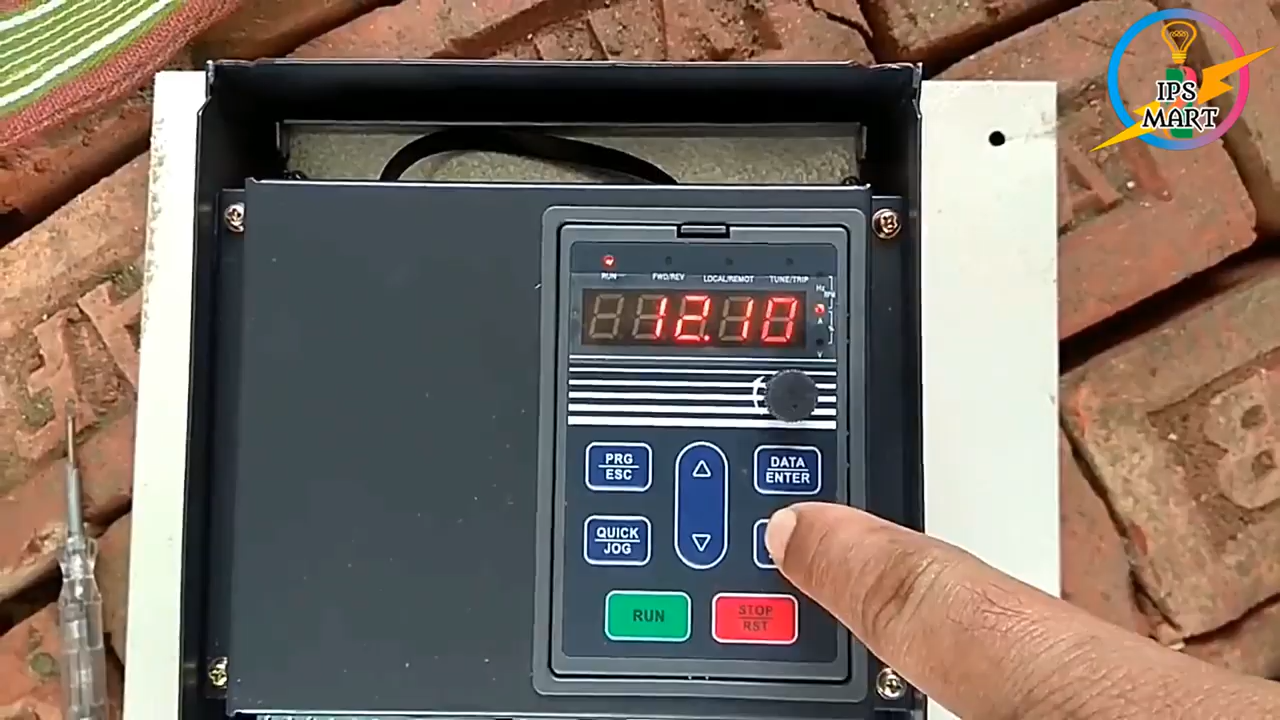 IPS
MART
RUN
FWD/REV
LOCAL/REMOT
TUNE/TRIP
Hz
RPM
A
V
12.10
PRG
ESC
DATA
ENTER
QUICK
JOG
RUN
STOP
RST